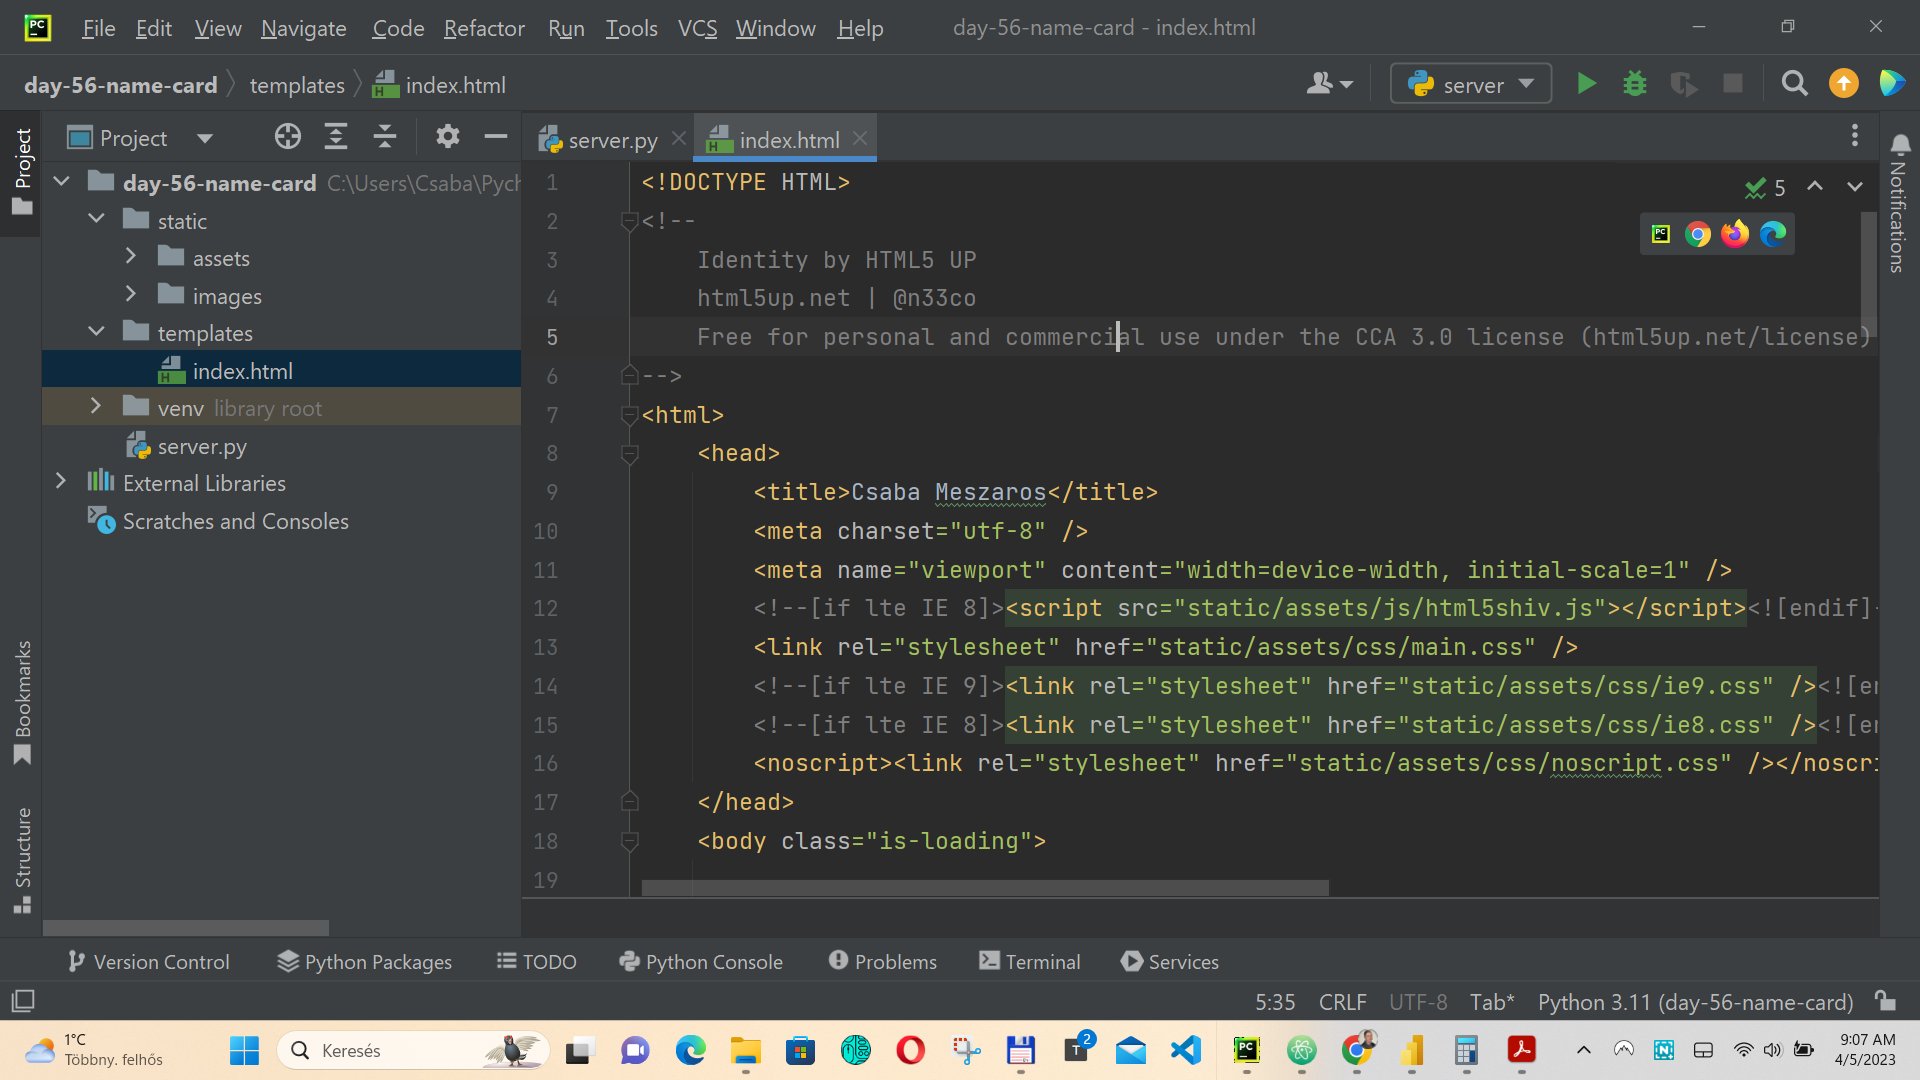 File Edit View Navigate Code Refactor Run Tools VCS Window Help day-56-name-card - index.html
day-56-name-card templates index.html server
Project
Project
day-56-name-card C:\Users\Csaba\Pych
static
assets
images
templates
index.html
venv library root
server.py
External Libraries
Scratches and Consoles
Bookmarks
Structure
server.py index.html
5
1 <!DOCTYPE HTML>
2 <!--
3 Identity by HTML5 UP
4 html5up.net | @n33co
5 Free for personal and commercial use under the CCA 3.0 license (html5up.net/license)
6 -->
7 <html>
8 <head>
9 <title>Csaba Meszaros</title>
10 <meta charset="utf-8" />
11 <meta name="viewport" content="width=device-width, initial-scale=1" />
12 <!--[if lte IE 8]><script src="static/assets/js/html5shiv.js"></script><![endif]-
13 <link rel="stylesheet" href="static/assets/css/main.css" />
14 <!--[if lte IE 9]><link rel="stylesheet" href="static/assets/css/ie9.css" /><![en
15 <!--[if lte IE 8]><link rel="stylesheet" href="static/assets/css/ie8.css" /><![en
16 <noscript><link rel="stylesheet" href="static/assets/css/noscript.css" /></noscri
17 </head>
18 <body class="is-loading">
19
Notifications
Version Control Python Packages TODO Python Console Problems Terminal Services
5:35 CRLF UTF-8 Tab* Python 3.11 (day-56-name-card)
1°C
Többny. felhős
Keresés
2
9:07 AM
4/5/2023